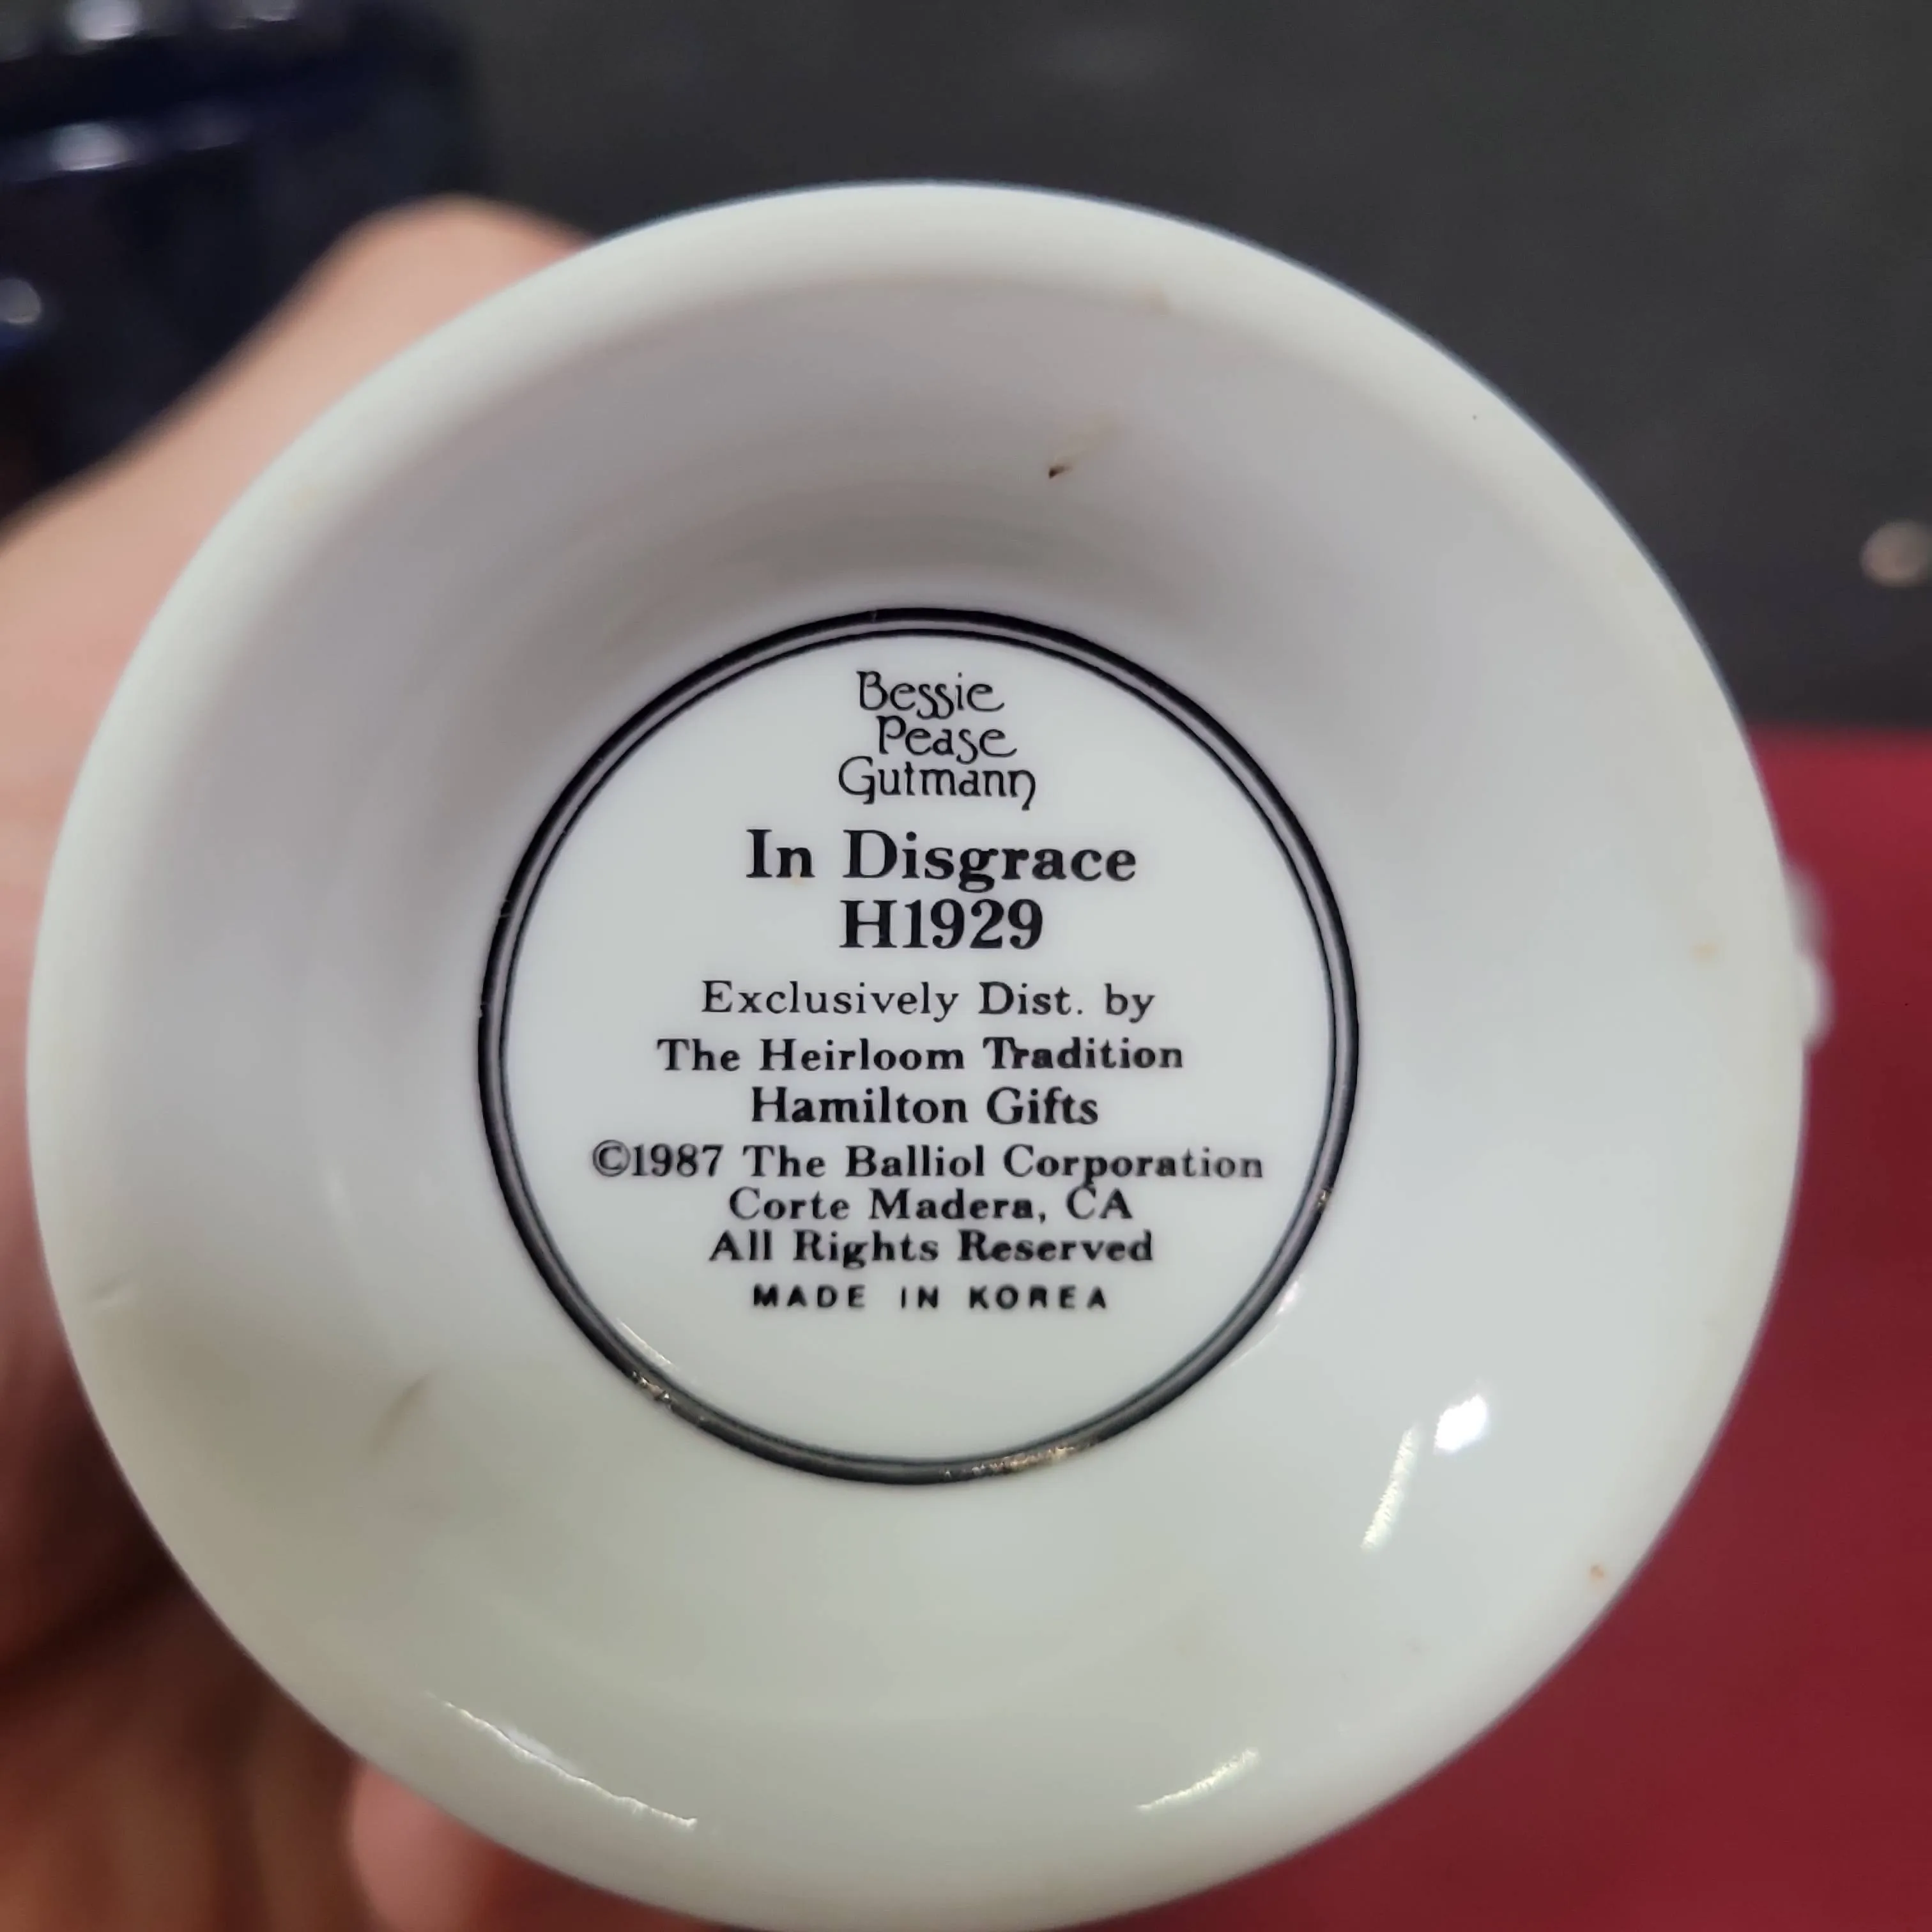 Bessie
Pease
Gutmann
In Disgrace
H1929
Exclusively Dist. by
The Heirloom Tradition
Hamilton Gifts
©1987 The Balliol Corporation
Corte Madera, CA
All Rights Reserved
MADE IN KOREA